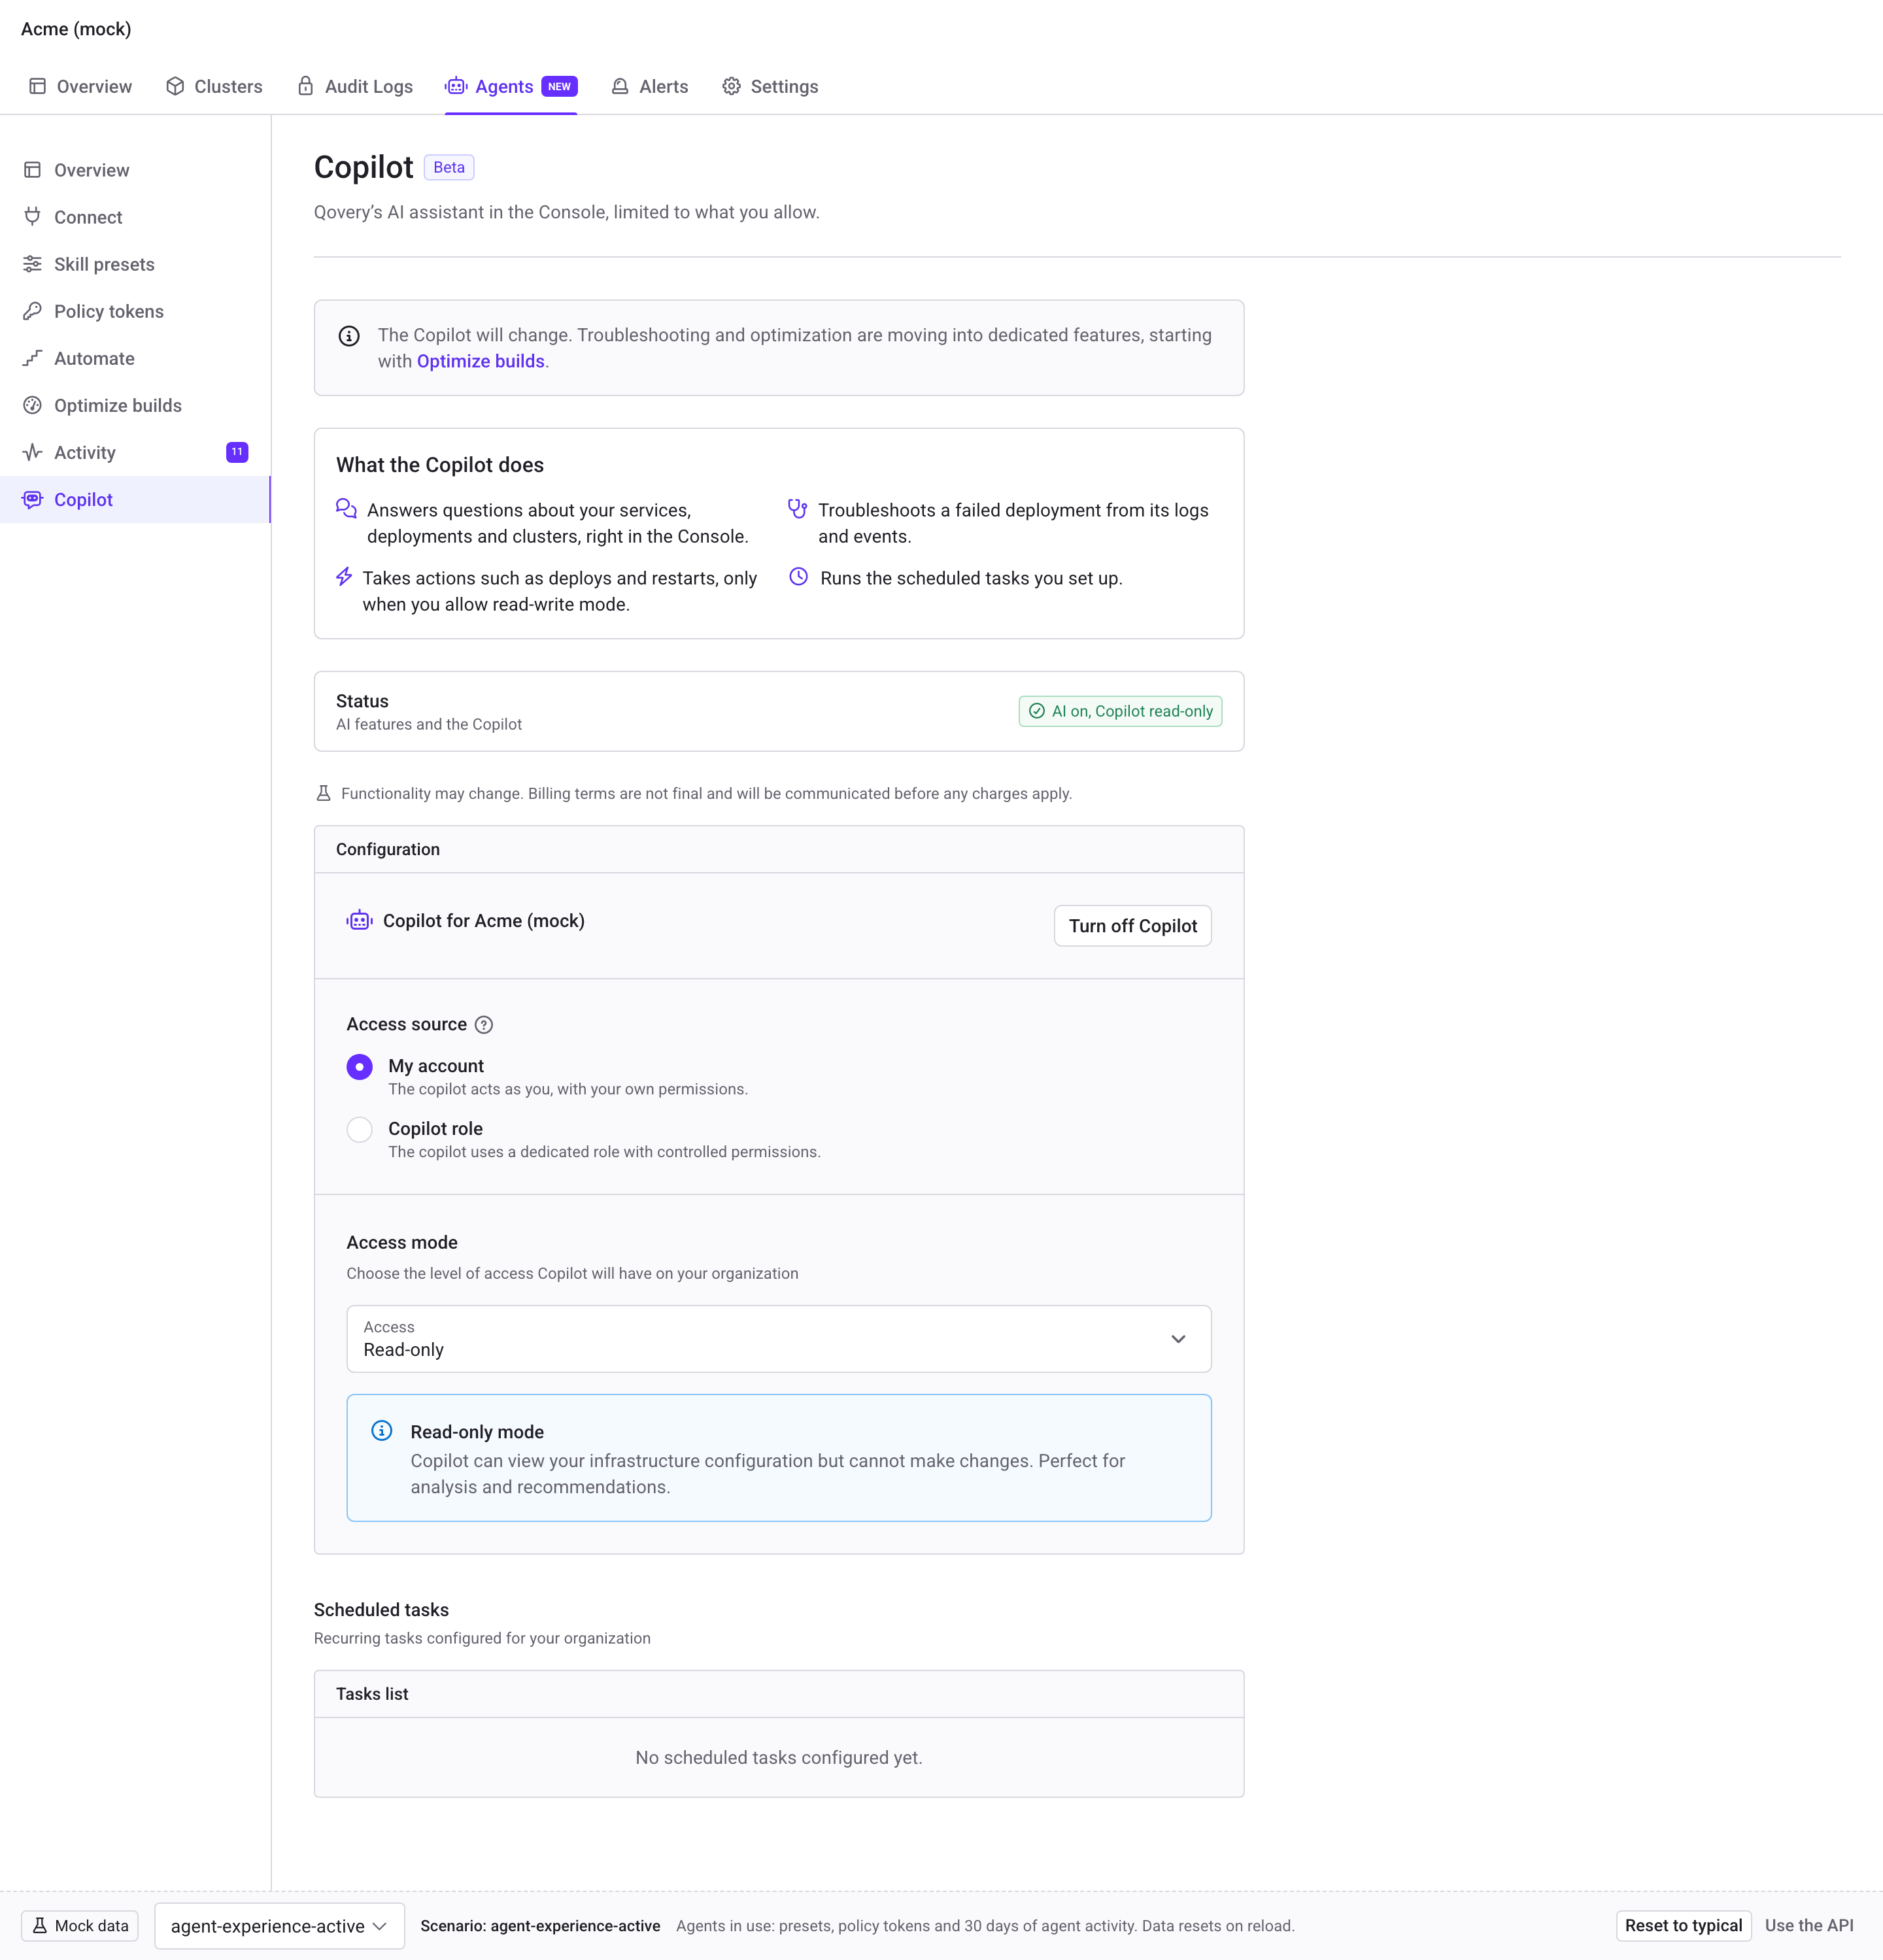 Acme (mock)
Overview
Clusters
Audit Logs
Agents NEW
Alerts
Settings
Overview
Connect
Skill presets
Policy tokens
Automate
Optimize builds
Activity 11
Copilot
Copilot Beta
Qovery’s AI assistant in the Console, limited to what you allow.
The Copilot will change. Troubleshooting and optimization are moving into dedicated features, starting
with Optimize builds.
What the Copilot does
Answers questions about your services,
deployments and clusters, right in the Console.
Troubleshoots a failed deployment from its logs
and events.
Takes actions such as deploys and restarts, only
when you allow read-write mode.
Runs the scheduled tasks you set up.
Status
AI features and the Copilot
AI on, Copilot read-only
Functionality may change. Billing terms are not final and will be communicated before any charges apply.
Configuration
Copilot for Acme (mock)
Turn off Copilot
Access source
My account
The copilot acts as you, with your own permissions.
Copilot role
The copilot uses a dedicated role with controlled permissions.
Access mode
Choose the level of access Copilot will have on your organization
Access
Read-only
Read-only mode
Copilot can view your infrastructure configuration but cannot make changes. Perfect for
analysis and recommendations.
Scheduled tasks
Recurring tasks configured for your organization
Tasks list
No scheduled tasks configured yet.
Mock data
agent-experience-active
Scenario: agent-experience-active
Agents in use: presets, policy tokens and 30 days of agent activity. Data resets on reload.
Reset to typical
Use the API